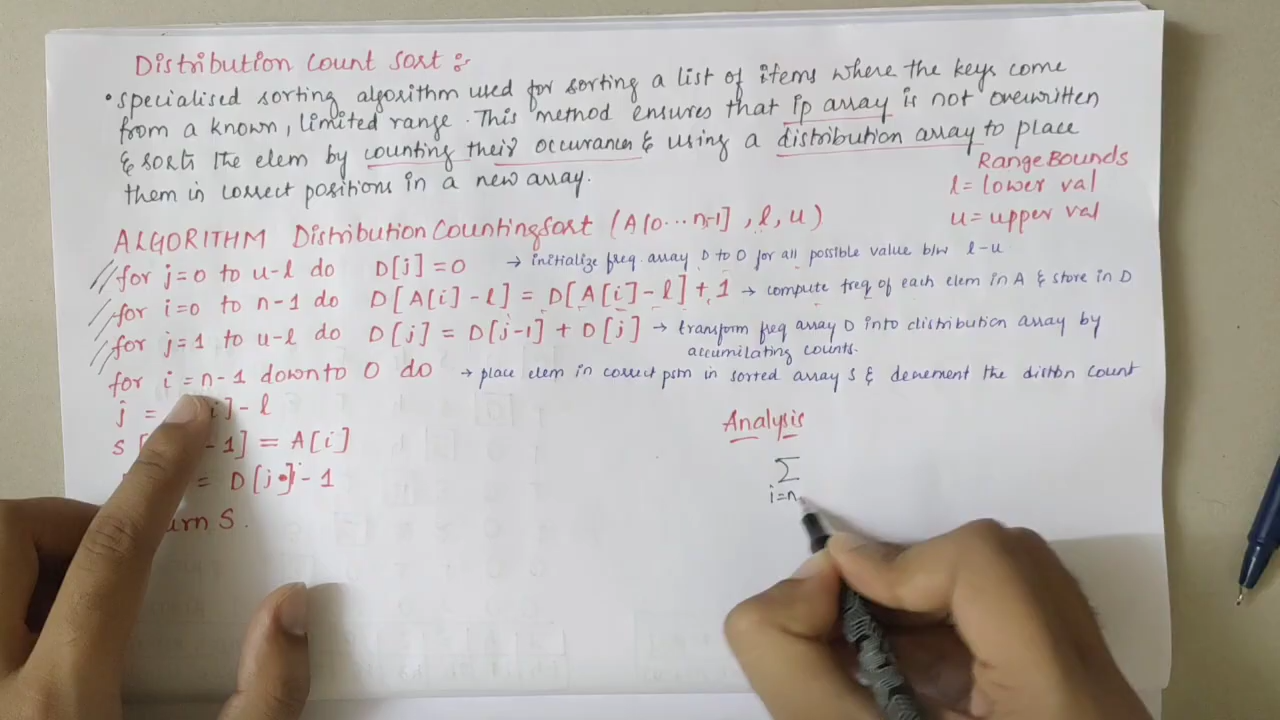 Distribution count sort :-
• specialised sorting algorithm used for sorting a list of items where the keys come
from a known, limited range. This method ensures that ip array is not overwritten
& sorts the elem by counting their occurances & using a distribution array to place
them in correct positions in a new array.
Range Bounds
l = lower val
u = upper val
ALGORITHM Distribution Counting Sort (A[0...n-1], l, u)
for j=0 to u-l do D[j] = 0 → initialize freq. array D to 0 for all possible value b/w l-u
for i=0 to n-1 do D[A[i]-l] = D[A[i]-l]+1 → compute freq of each elem in A & store in D
for j=1 to u-l do D[j] = D[j-1] + D[j] → transform freq array D into distribution array by
accumilating counts.
for i=n-1 downto 0 do → place elem in correct pstn in sorted array S & decrement the distbn count
j = i]-l
S[ -1] = A[i]
= D[j]-1
S.
Analysis
Σ
i=n